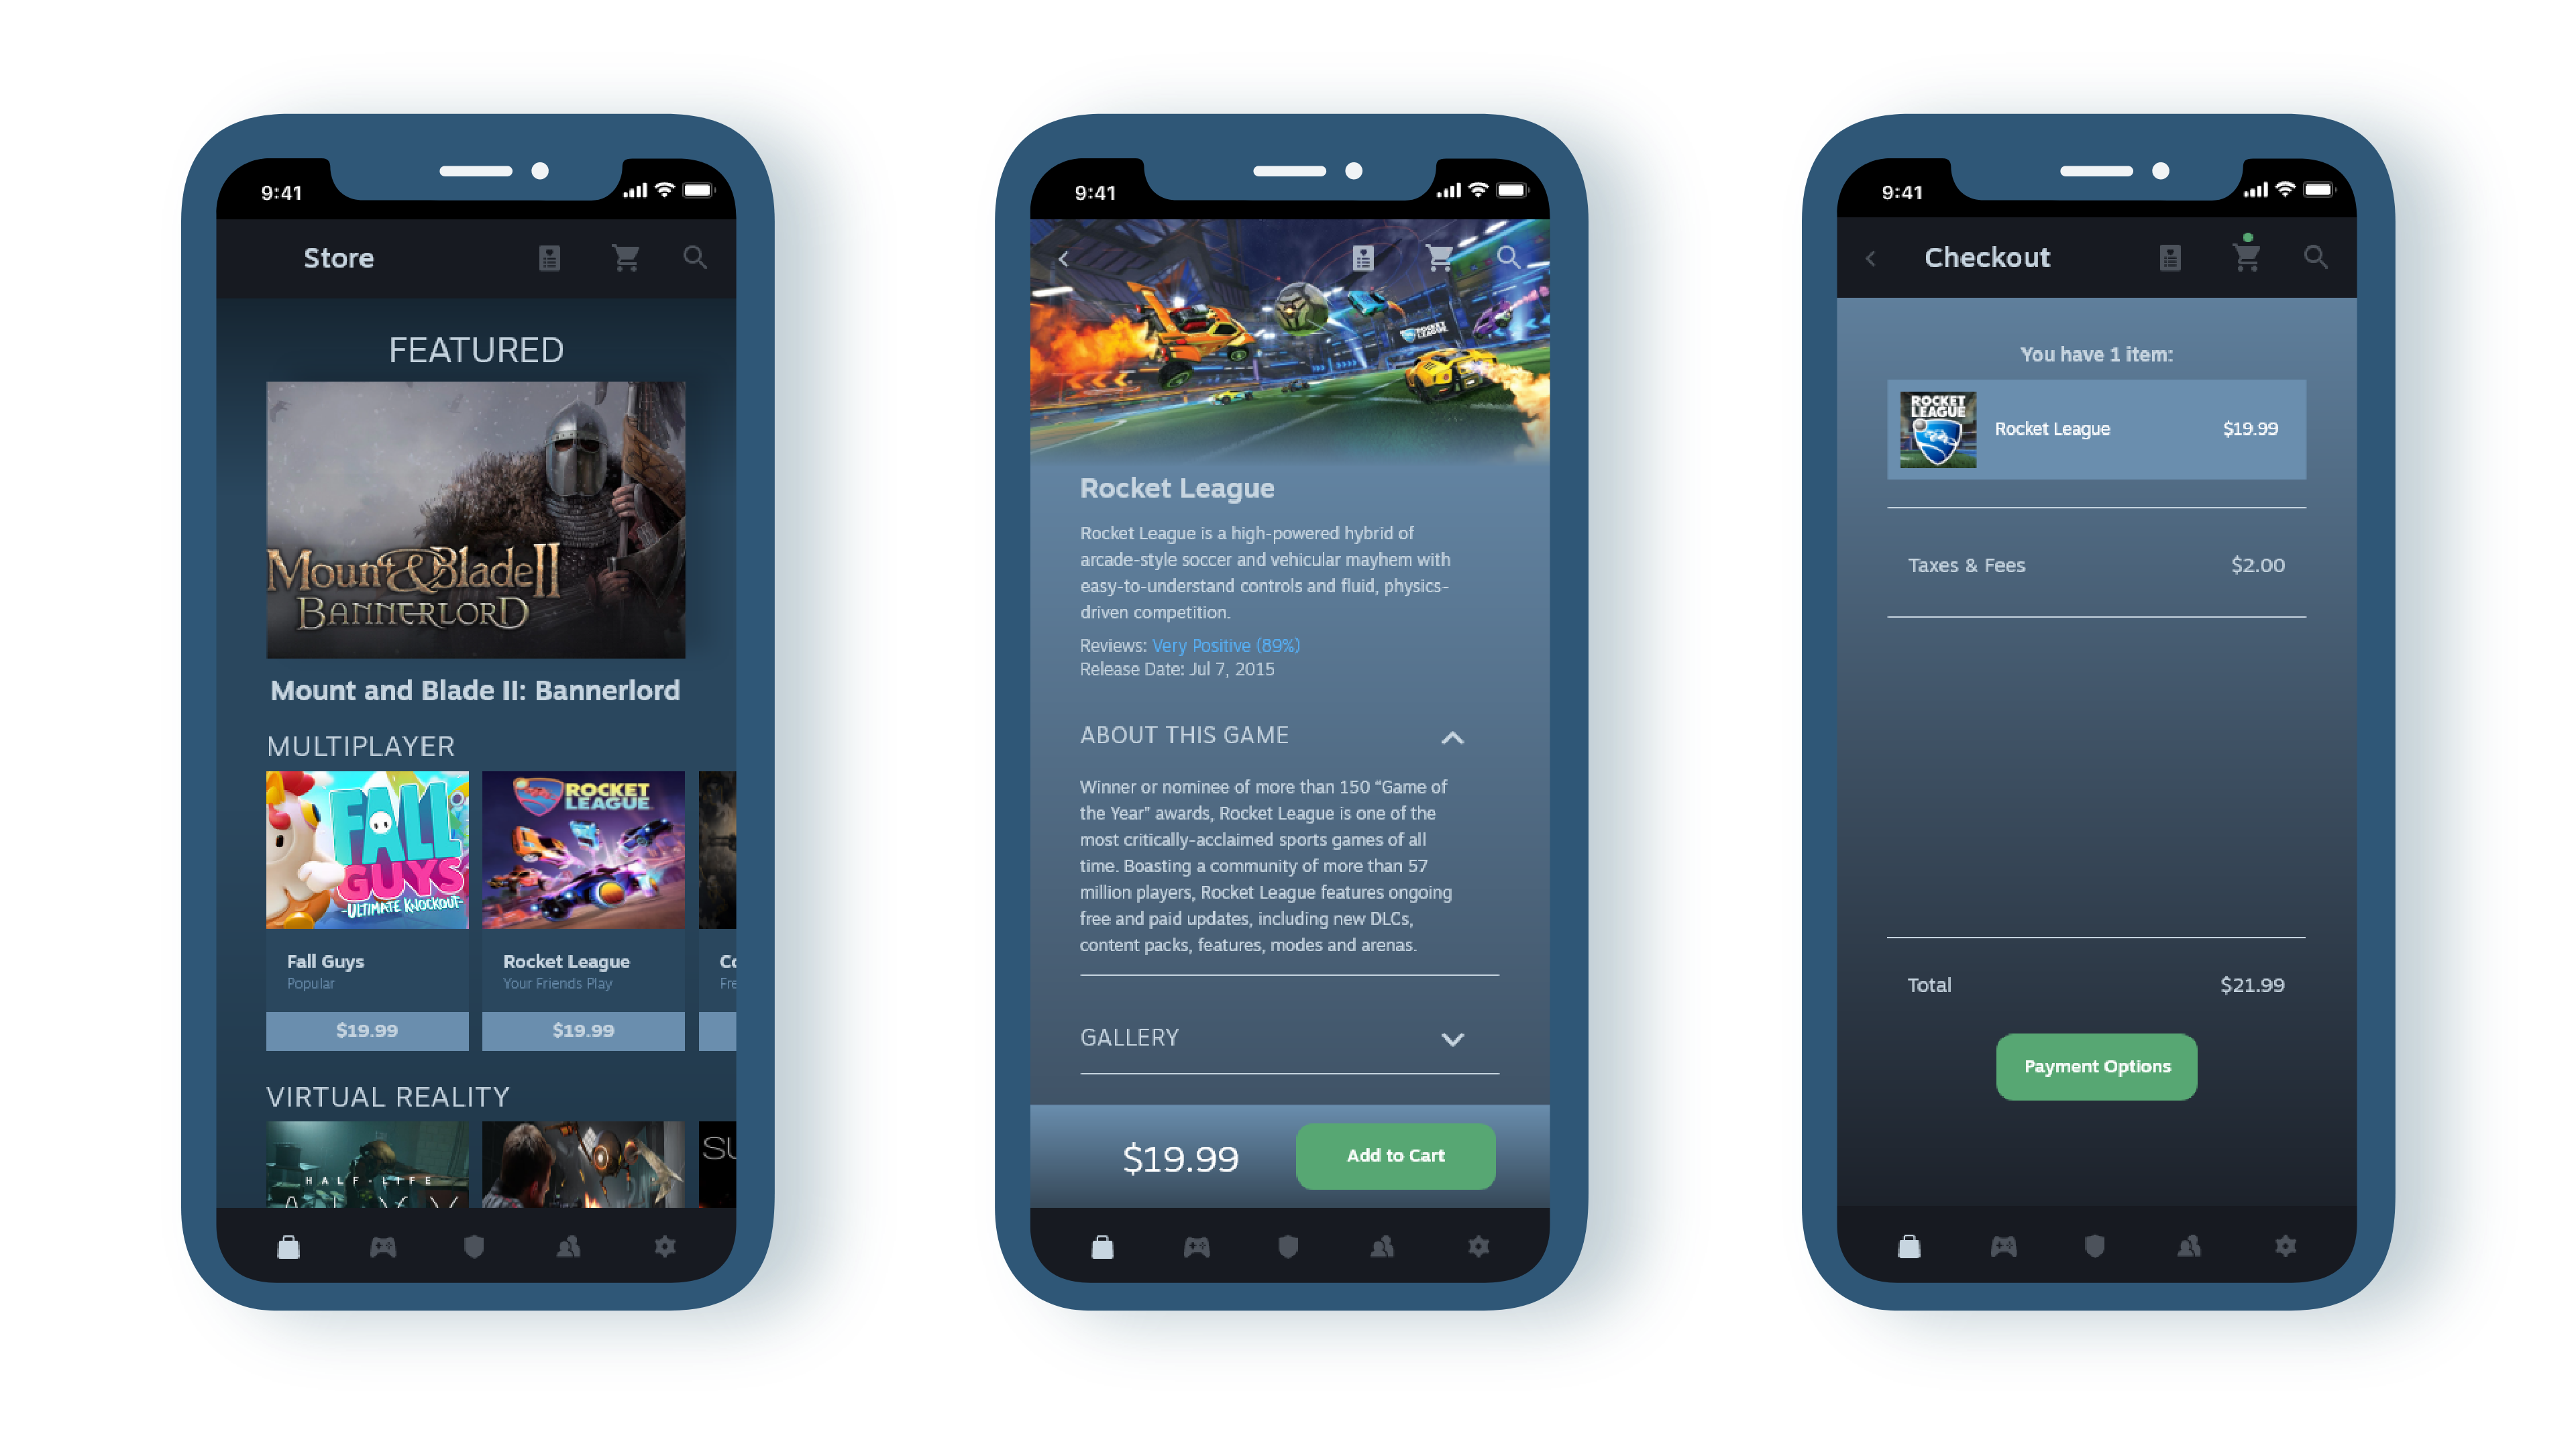 9:41
Store
FEATURED
Mount & Blade II
BANNERLORD
Mount and Blade II: Bannerlord
MULTIPLAYER
FALL
GUYS
-ULTIMATE KNOCKOUT-
ROCKET
LEAGUE
Fall Guys
Popular
$19.99
Rocket League
Your Friends Play
$19.99
VIRTUAL REALITY
HALF-LIFE
9:41
ROCKET
LEAGUE
Rocket League
Rocket League is a high-powered hybrid of
arcade-style soccer and vehicular mayhem with
easy-to-understand controls and fluid, physics-
driven competition.
Reviews: Very Positive (89%)
Release Date: Jul 7, 2015
ABOUT THIS GAME
Winner or nominee of more than 150 “Game of
the Year” awards, Rocket League is one of the
most critically-acclaimed sports games of all
time. Boasting a community of more than 57
million players, Rocket League features ongoing
free and paid updates, including new DLCs,
content packs, features, modes and arenas.
GALLERY
$19.99
Add to Cart
9:41
Checkout
You have 1 item:
ROCKET
LEAGUE
Rocket League
$19.99
Taxes & Fees
$2.00
Total
$21.99
Payment Options